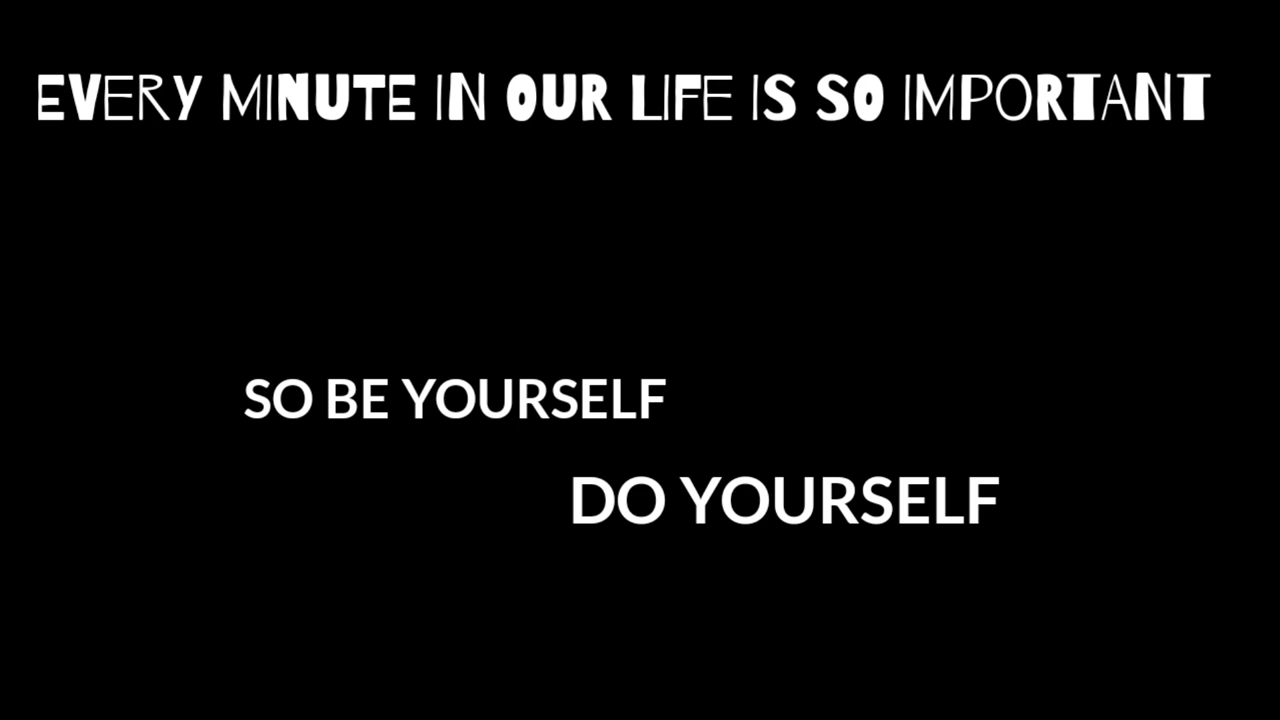 EVERY MINUTE IN OUR LIFE IS SO IMPORTANT
SO BE YOURSELF
DO YOURSELF